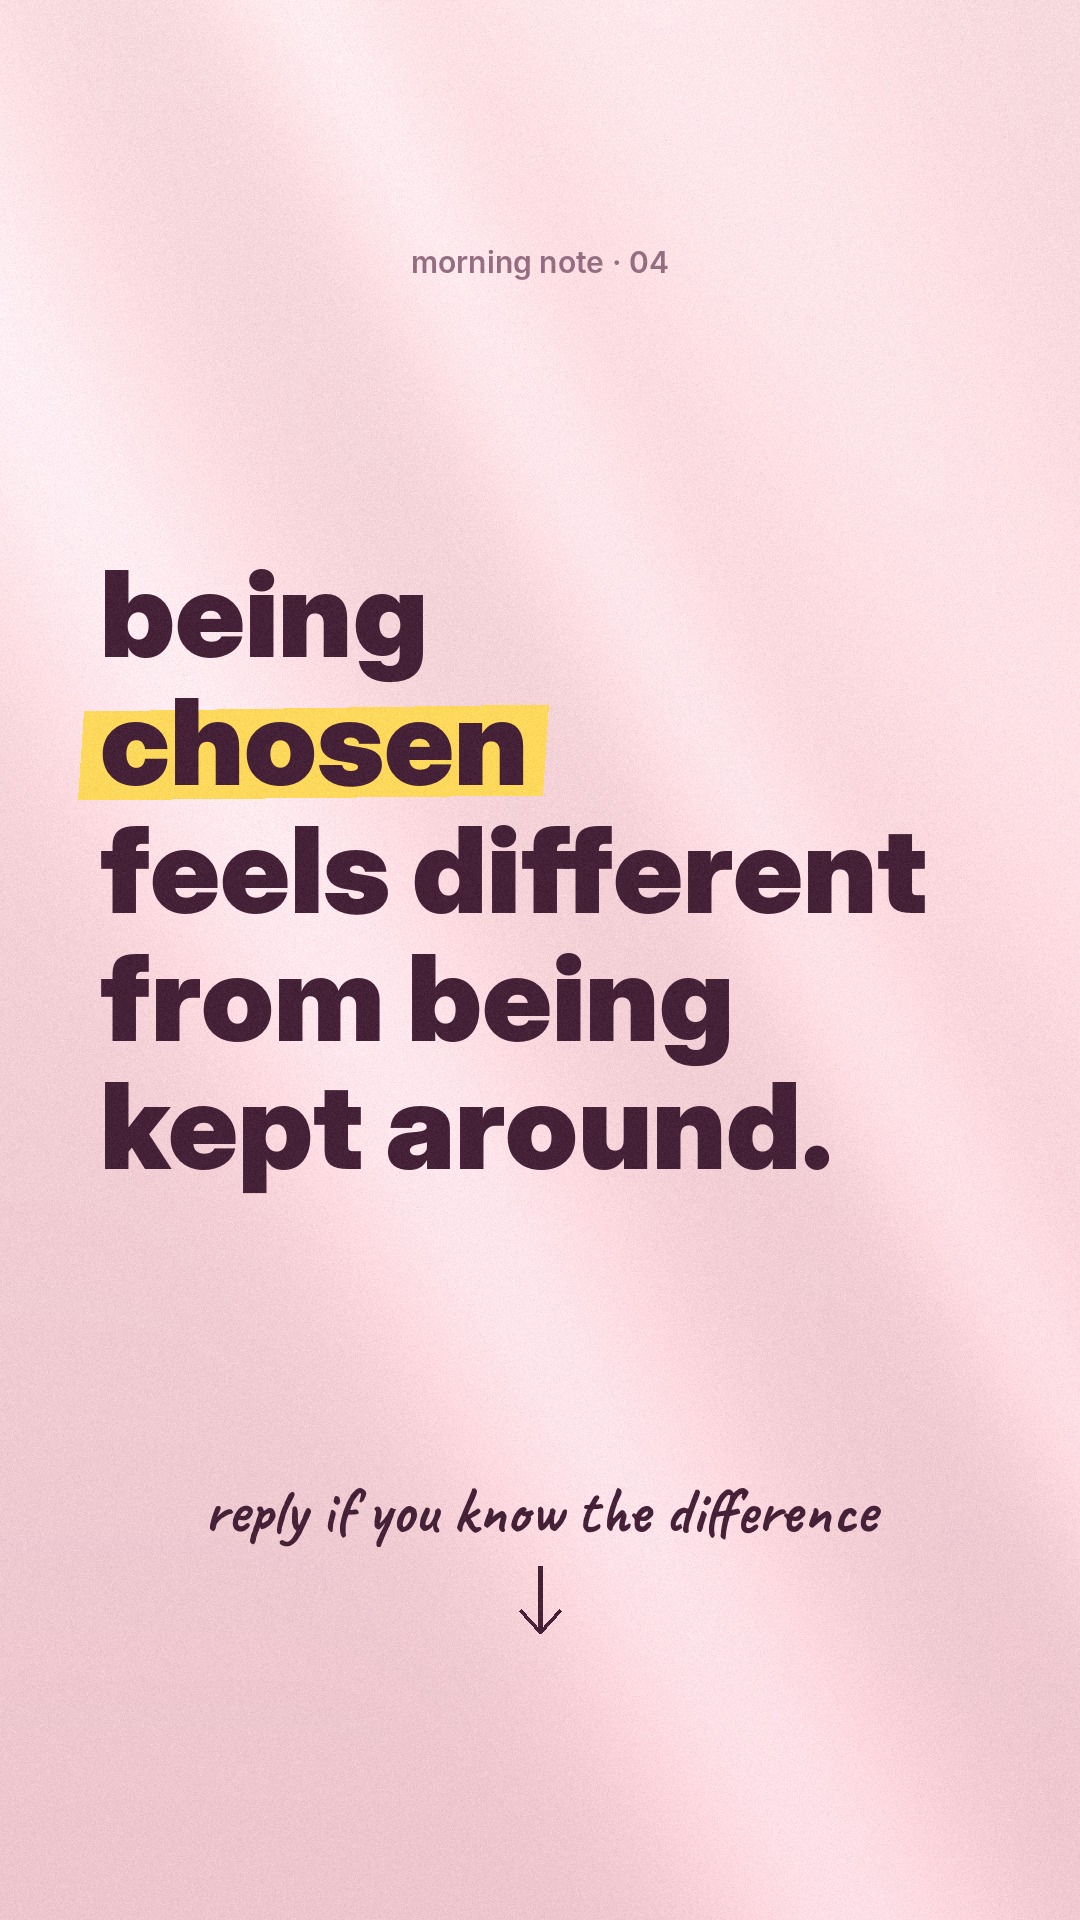 morning note · 04
being
chosen
feels different
from being
kept around.
reply if you know the difference